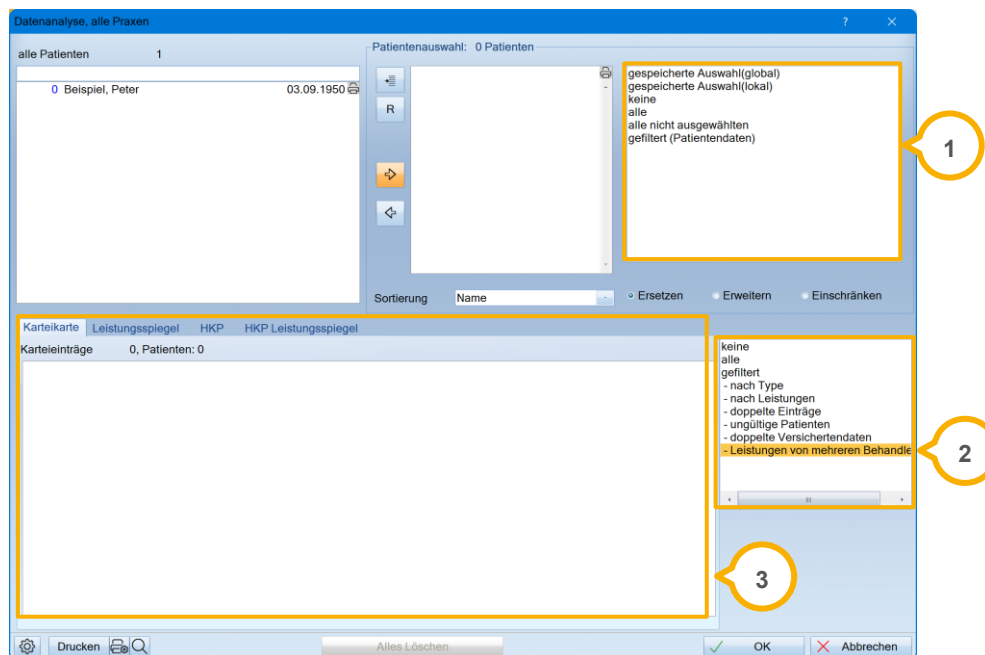 Datenanalyse, alle Praxen
?
alle Patienten 1
Patientenauswahl: 0 Patienten
0 Beispiel, Peter 03.09.1950
R
gespeicherte Auswahl(global)
gespeicherte Auswahl(lokal)
keine
alle
alle nicht ausgewählten
gefiltert (Patientendaten)
1
Sortierung Name
Ersetzen Erweitern Einschränken
Karteikarte Leistungsspiegel HKP HKP Leistungsspiegel
Karteieinträge 0, Patienten: 0
keine
alle
gefiltert
- nach Type
- nach Leistungen
- doppelte Einträge
- ungültige Patienten
- doppelte Versichertendaten
- Leistungen von mehreren Behandle
2
3
Drucken
Alles Löschen
OK
Abbrechen